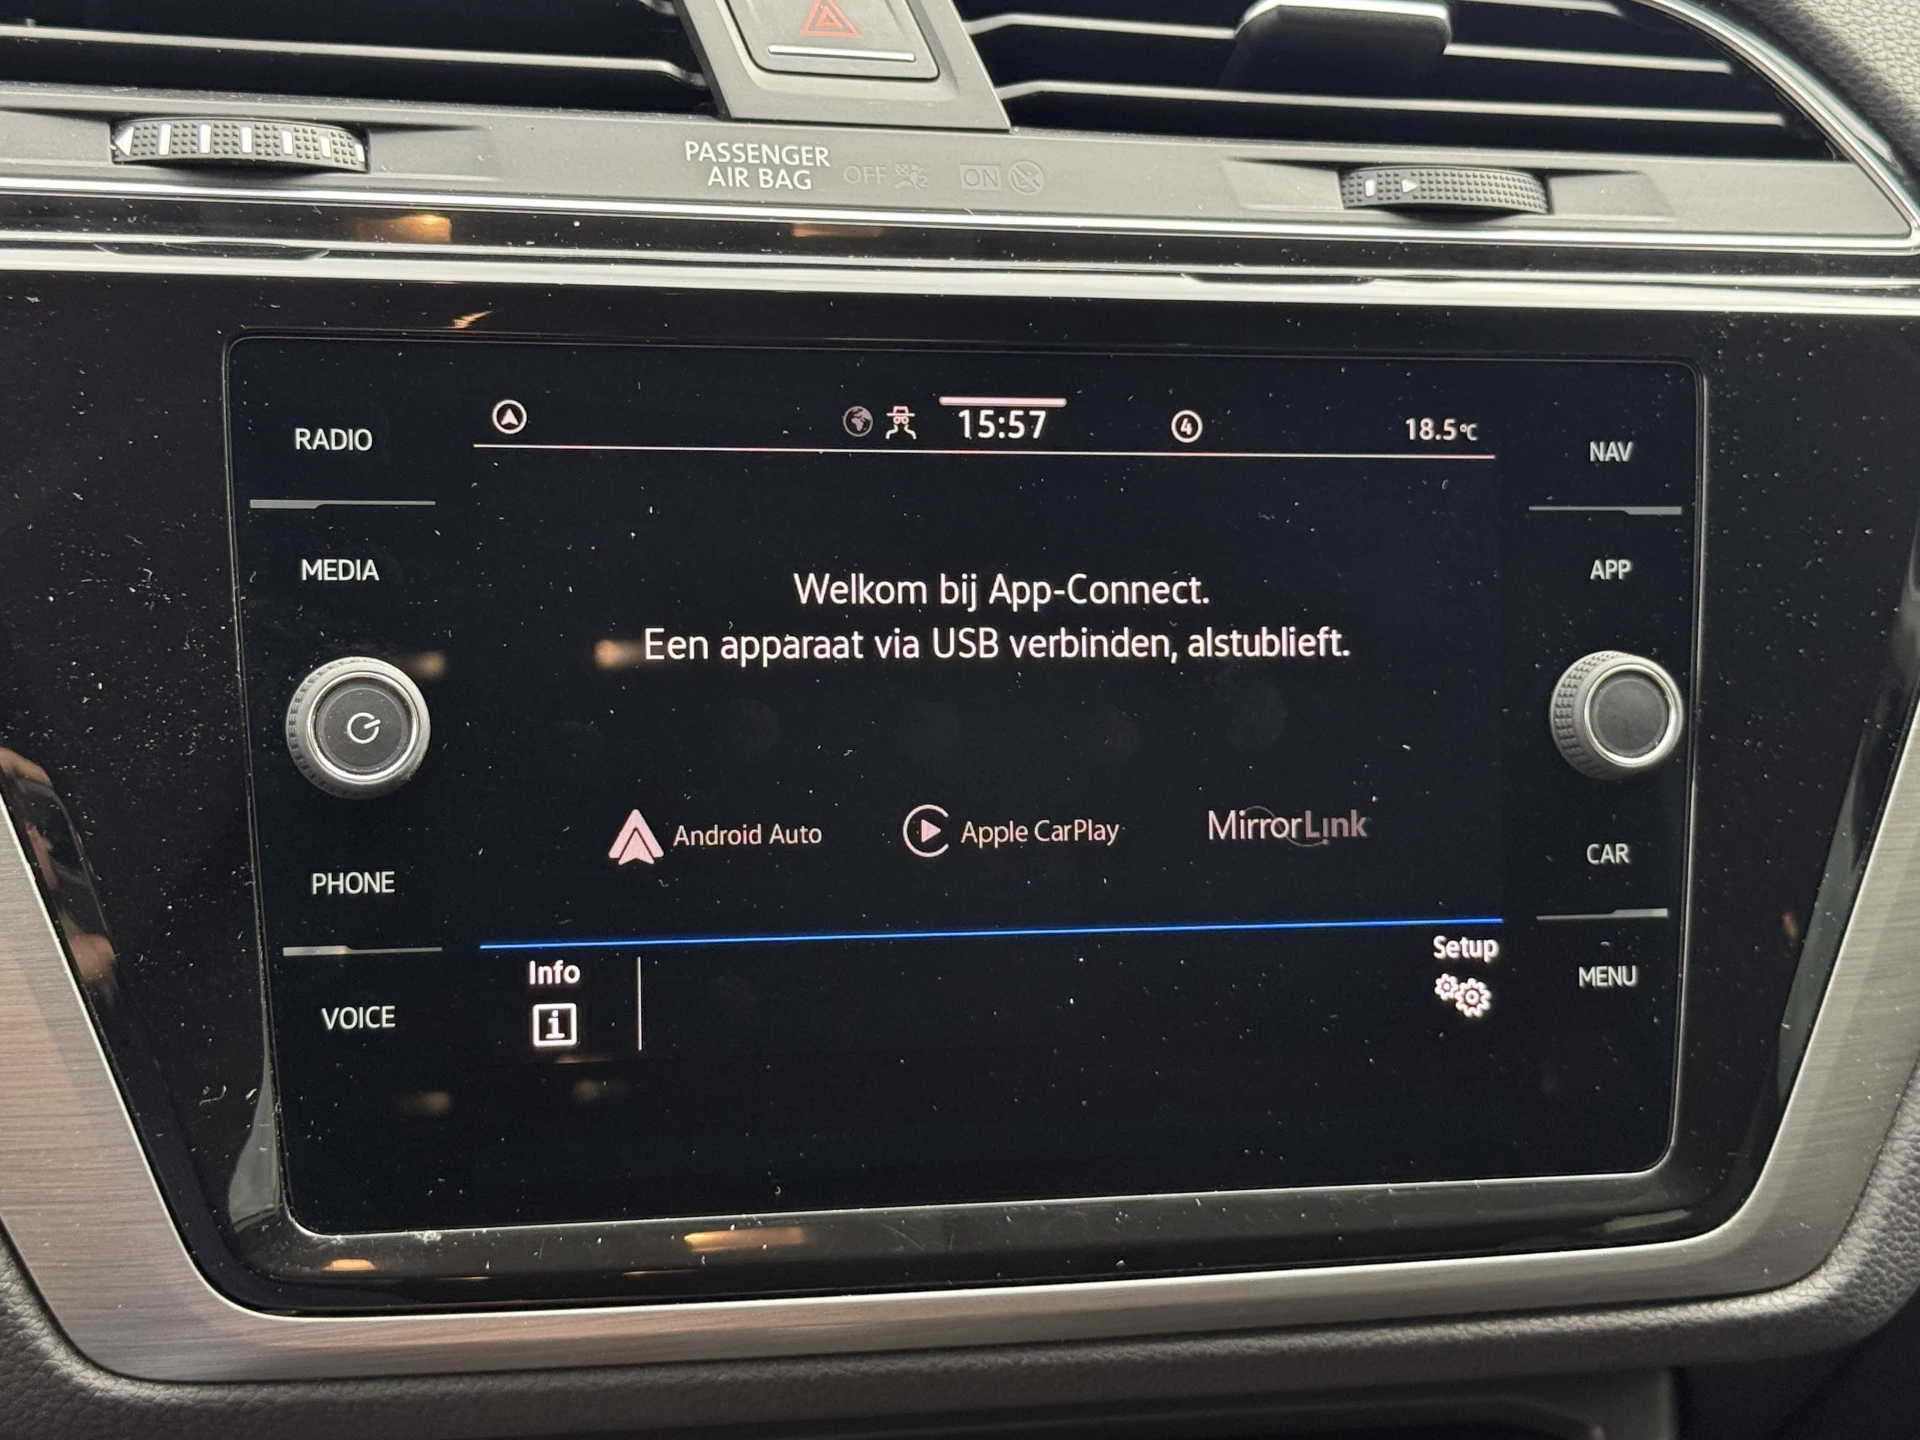 PASSENGER
AIR BAG OFF ON
RADIO
MEDIA
PHONE
VOICE
15:57
4
18.5°C
Welkom bij App-Connect.
Een apparaat via USB verbinden, alstublieft.
Android Auto
Apple CarPlay
MirrorLink
Info
i
Setup
NAV
APP
CAR
MENU